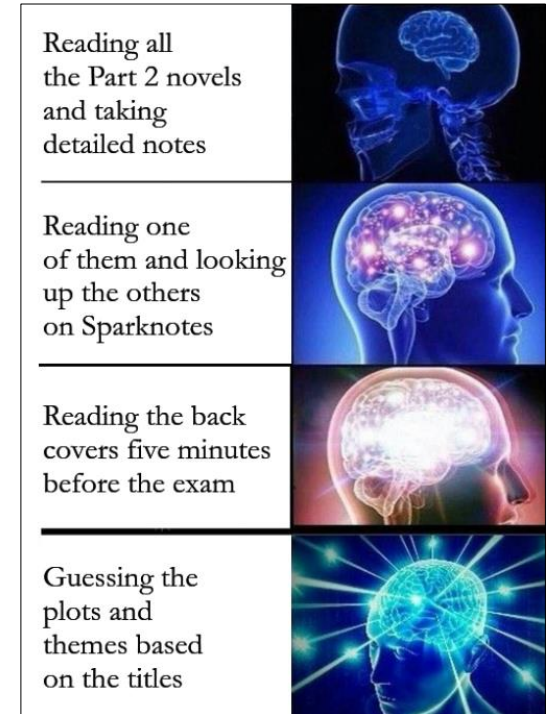 Reading all
the Part 2 novels
and taking
detailed notes
Reading one
of them and looking
up the others
on Sparknotes
Reading the back
covers five minutes
before the exam
Guessing the
plots and
themes based
on the titles